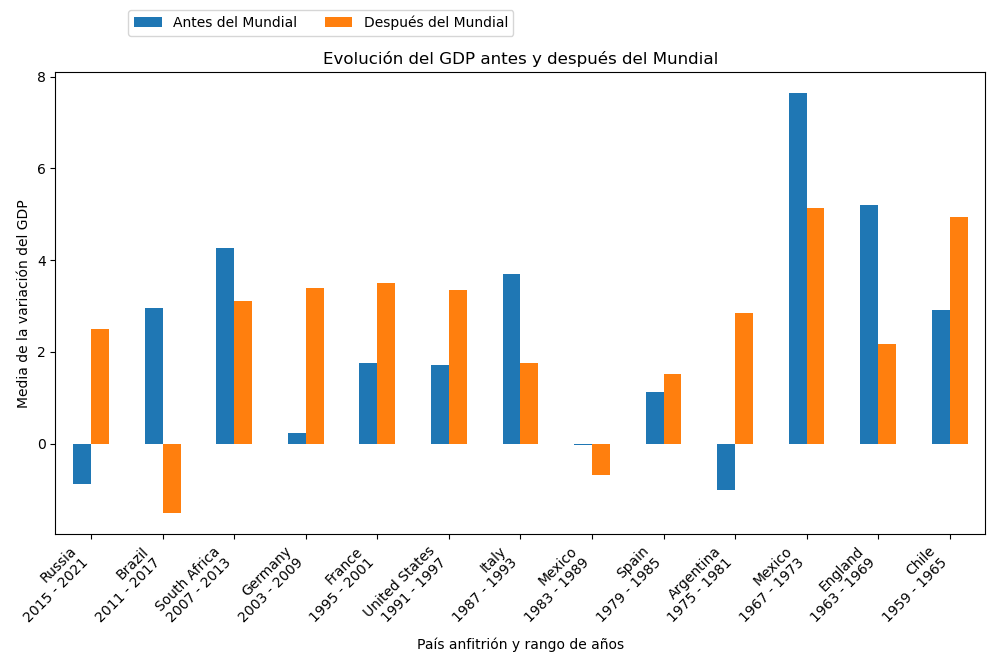 Antes del Mundial
Después del Mundial
Evolución del GDP antes y después del Mundial
Media de la variación del GDP
8
6
4
2
0
Russia
2015 - 2021
Brazil
2011 - 2017
South Africa
2007 - 2013
Germany
2003 - 2009
France
1995 - 2001
United States
1991 - 1997
Italy
1987 - 1993
Mexico
1983 - 1989
Spain
1979 - 1985
Argentina
1975 - 1981
Mexico
1967 - 1973
England
1963 - 1969
Chile
1959 - 1965
País anfitrión y rango de años